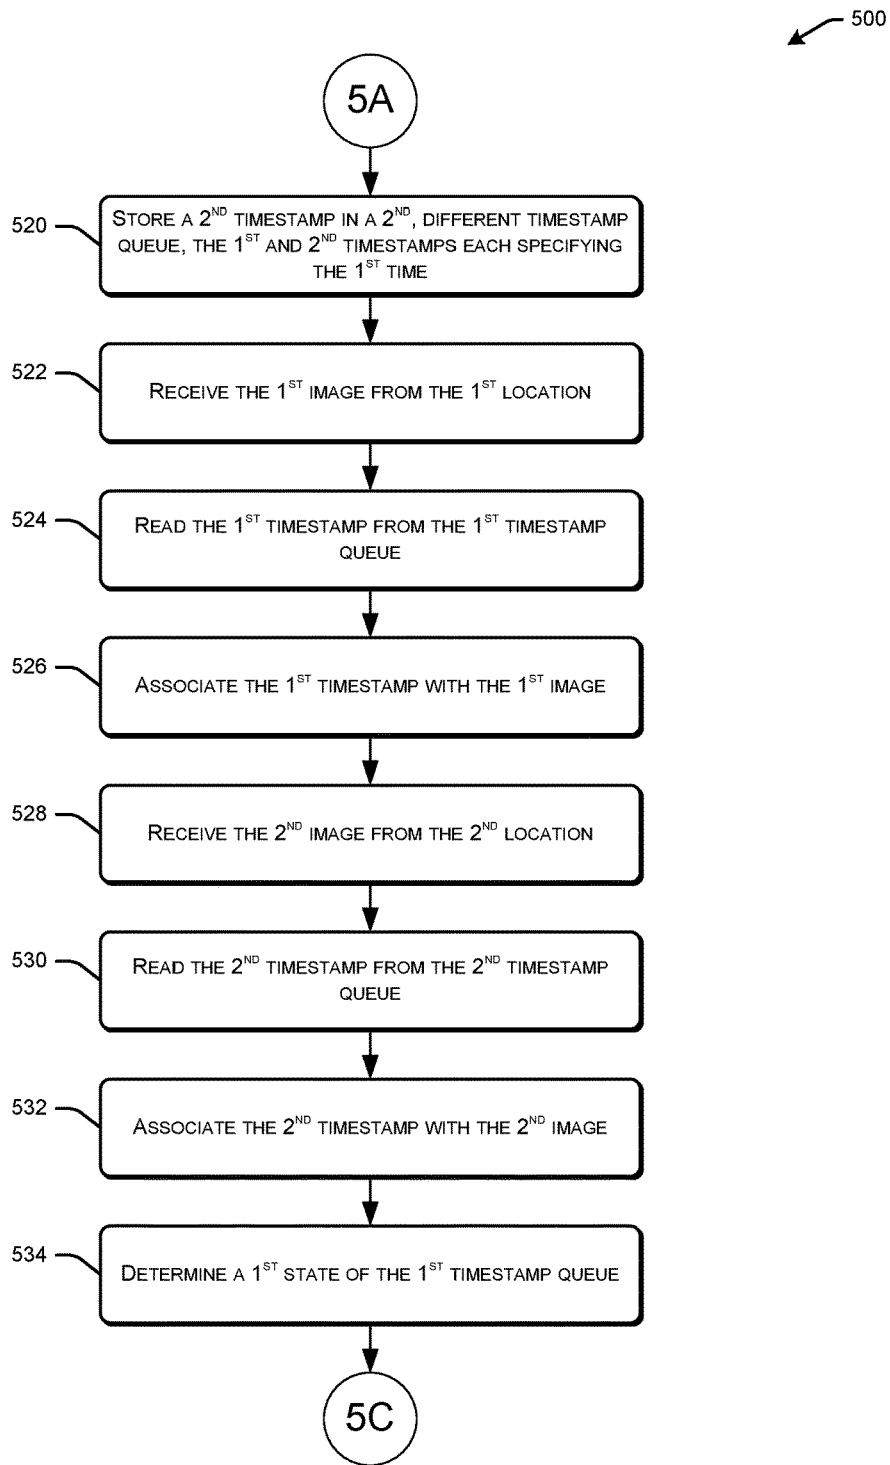 500
5A
520
STORE A 2ND TIMESTAMP IN A 2ND, DIFFERENT TIMESTAMP
QUEUE, THE 1ST AND 2ND TIMESTAMPS EACH SPECIFYING
THE 1ST TIME
522
RECEIVE THE 1ST IMAGE FROM THE 1ST LOCATION
524
READ THE 1ST TIMESTAMP FROM THE 1ST TIMESTAMP
QUEUE
526
ASSOCIATE THE 1ST TIMESTAMP WITH THE 1ST IMAGE
528
RECEIVE THE 2ND IMAGE FROM THE 2ND LOCATION
530
READ THE 2ND TIMESTAMP FROM THE 2ND TIMESTAMP
QUEUE
532
ASSOCIATE THE 2ND TIMESTAMP WITH THE 2ND IMAGE
534
DETERMINE A 1ST STATE OF THE 1ST TIMESTAMP QUEUE
5C